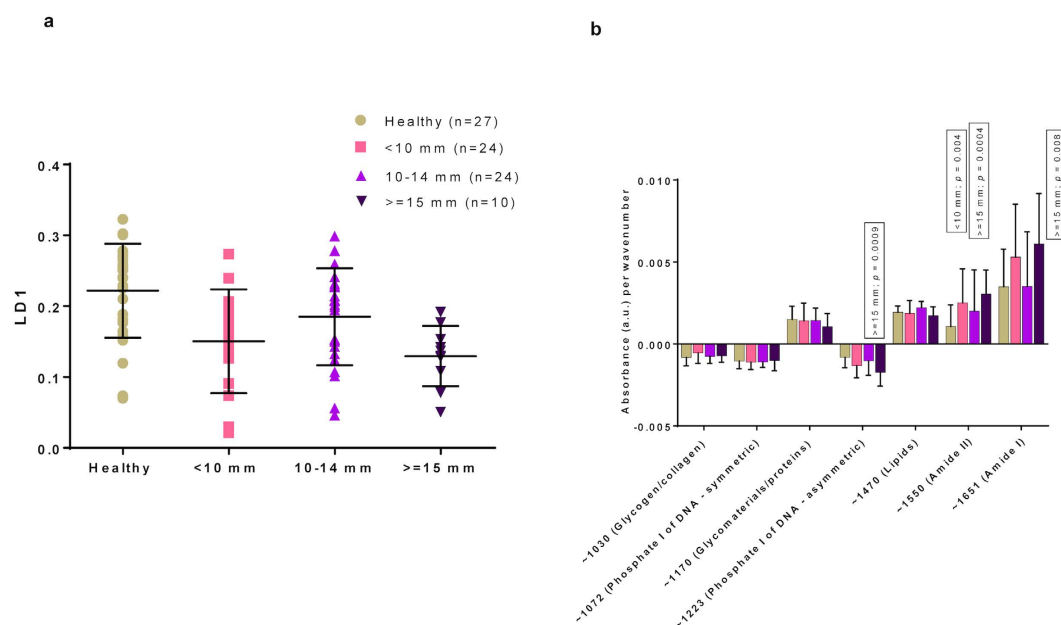 a
Healthy (n=27)
<10 mm (n=24)
10-14 mm (n=24)
>=15 mm (n=10)
LD1
0.4
0.3
0.2
0.1
0.0
Healthy
<10 mm
10-14 mm
>=15 mm
b
Absorbance (a.u.) per wavenumber
0.010
0.005
0.000
-0.005
>=15 mm; p = 0.0009
<10 mm; p = 0.004
>=15 mm; p = 0.0004
>=15 mm; p = 0.008
~1030 (Glycogen/collagen)
~1072 (Phosphate I of DNA - symmetric)
~1170 (Glycomaterials/proteins)
~1223 (Phosphate I of DNA - asymmetric)
~1470 (Lipids)
~1550 (Amide II)
~1651 (Amide I)